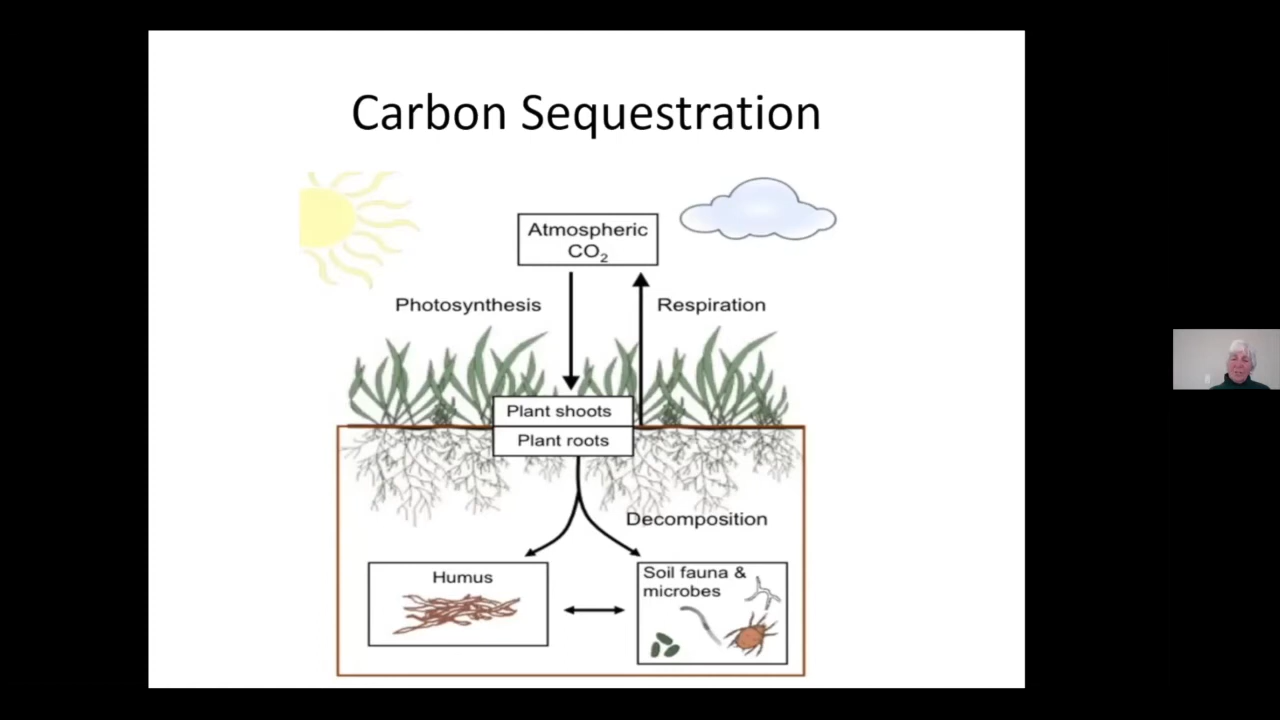 Carbon Sequestration
Atmospheric
CO₂
Photosynthesis
Respiration
Plant shoots
Plant roots
Decomposition
Humus
Soil fauna &
microbes